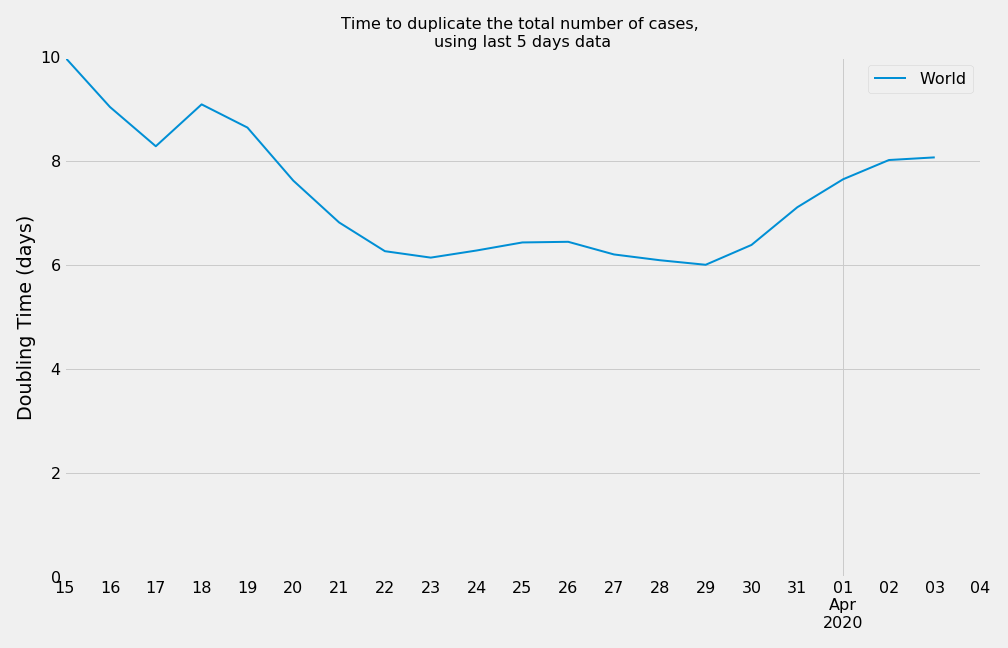 Time to duplicate the total number of cases,
using last 5 days data
World
Doubling Time (days)
10
8
6
4
2
0
15 16 17 18 19 20 21 22 23 24 25 26 27 28 29 30 31 01 02 03 04
Apr
2020